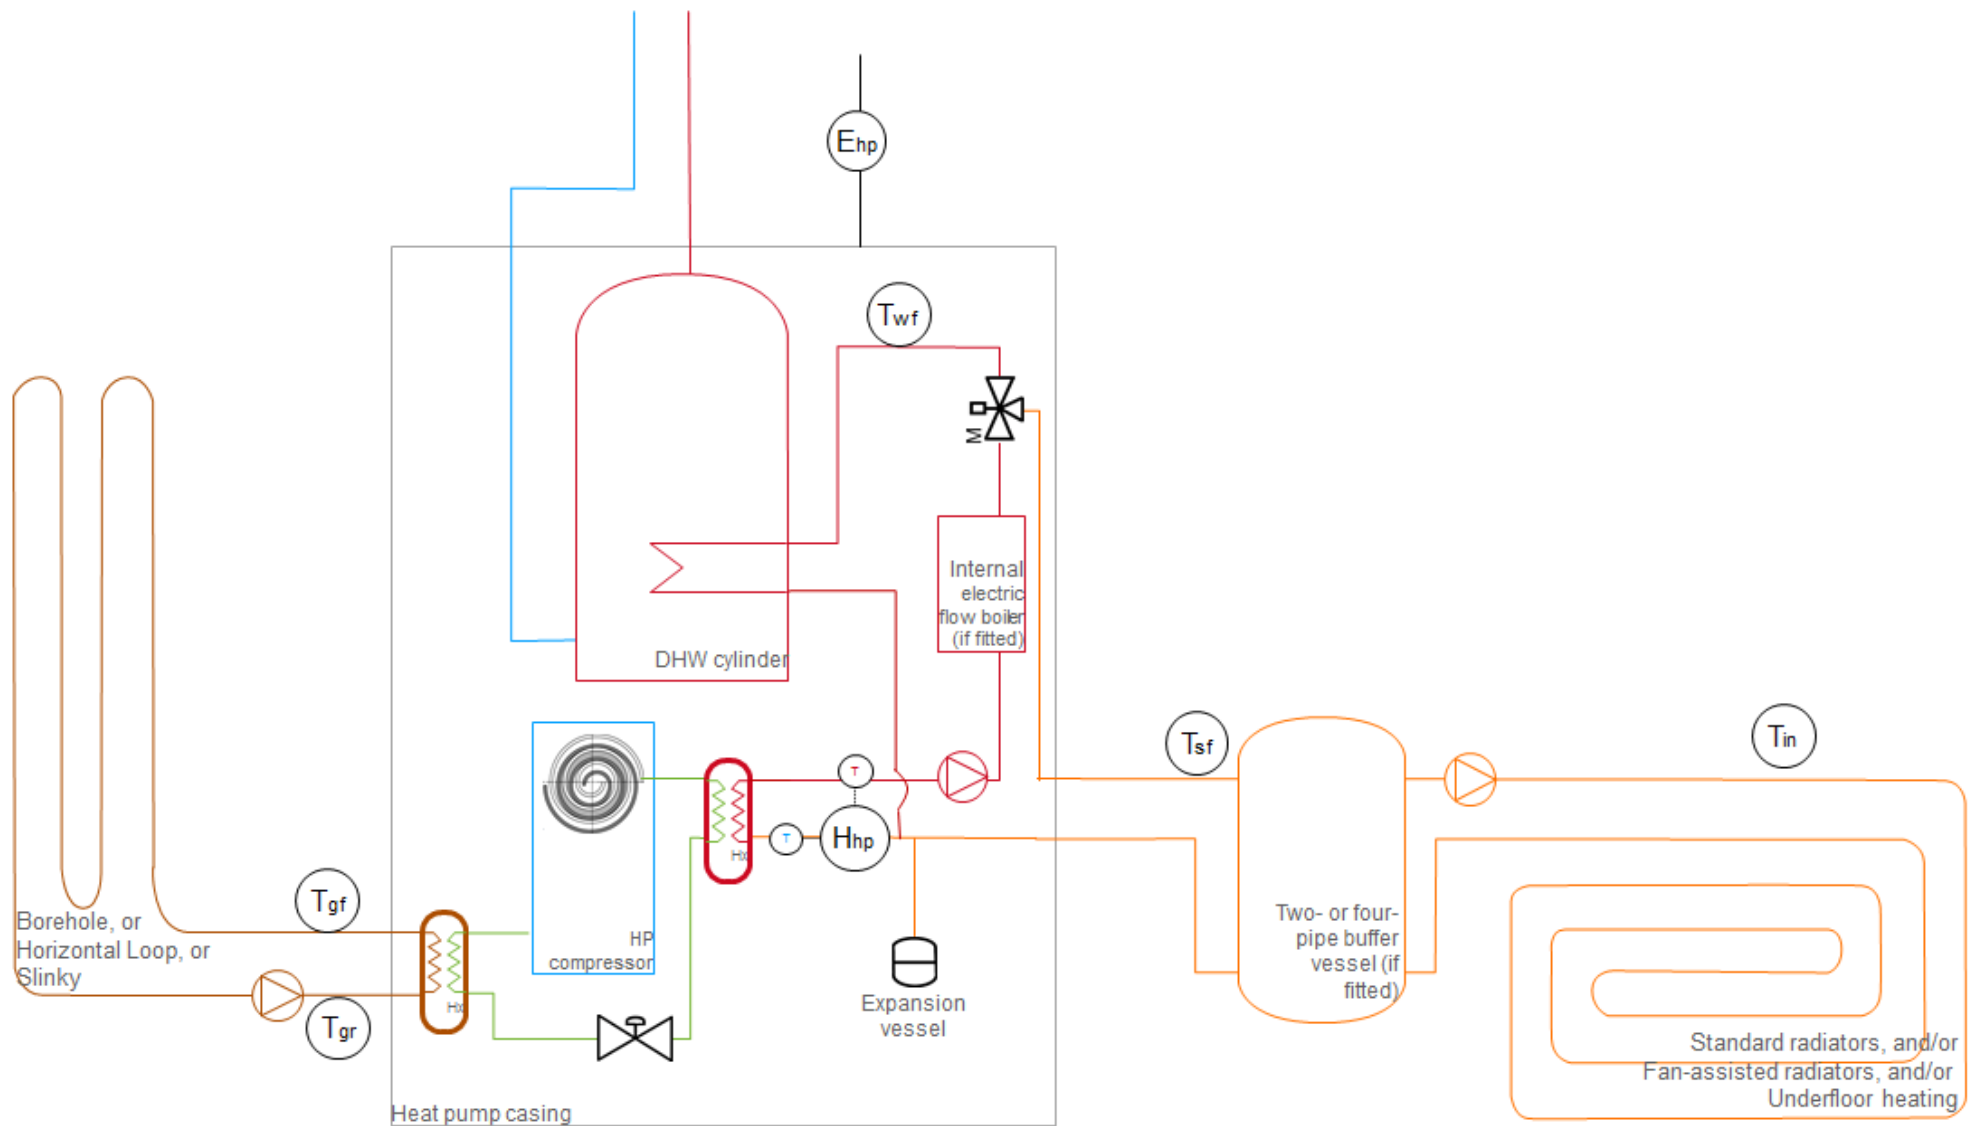 Ehp
Twf
M
Internal
electric
flow boiler
(if fitted)
DHW cylinder
Tsf
Tin
T
T
Hhp
Hx
Tgf
Borehole, or
Horizontal Loop, or
Slinky
HP
compressor
Two- or four-
pipe buffer
vessel (if
fitted)
Hx
Tgr
Expansion
vessel
Standard radiators, and/or
Fan-assisted radiators, and/or
Underfloor heating
Heat pump casing